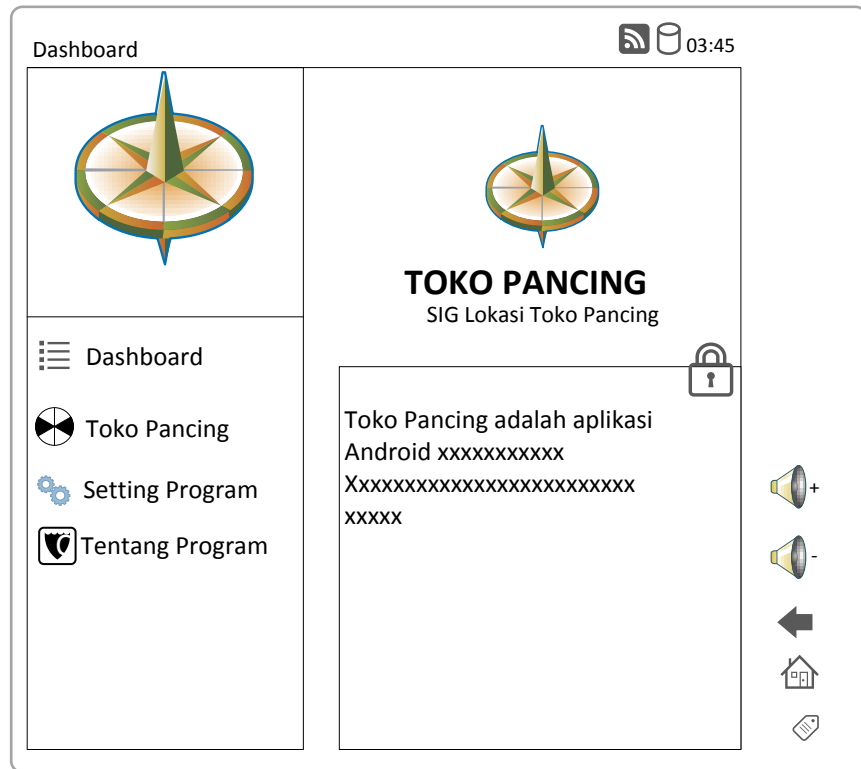 Dashboard
03:45
TOKO PANCING
SIG Lokasi Toko Pancing
Dashboard
Toko Pancing
Setting Program
Tentang Program
Toko Pancing adalah aplikasi
Android xxxxxxxxxxx
Xxxxxxxxxxxxxxxxxxxxxxxxx
xxxxx
+
-